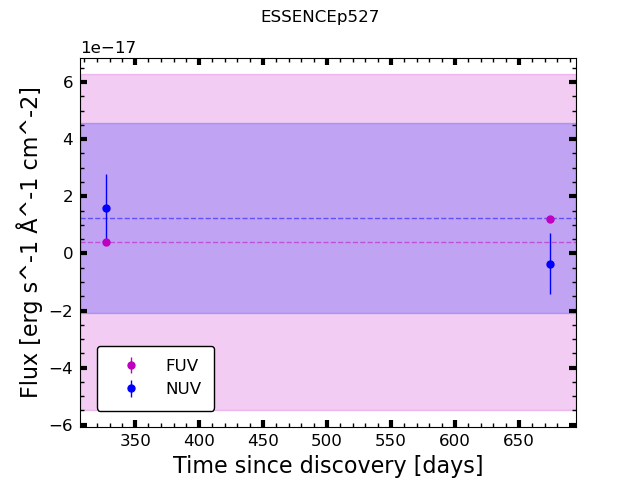 ESSENCEp527
1e−17
6
4
2
0
−2
−4
−6
Flux [erg s^-1 Å^-1 cm^-2]
FUV
NUV
350 400 450 500 550 600 650
Time since discovery [days]